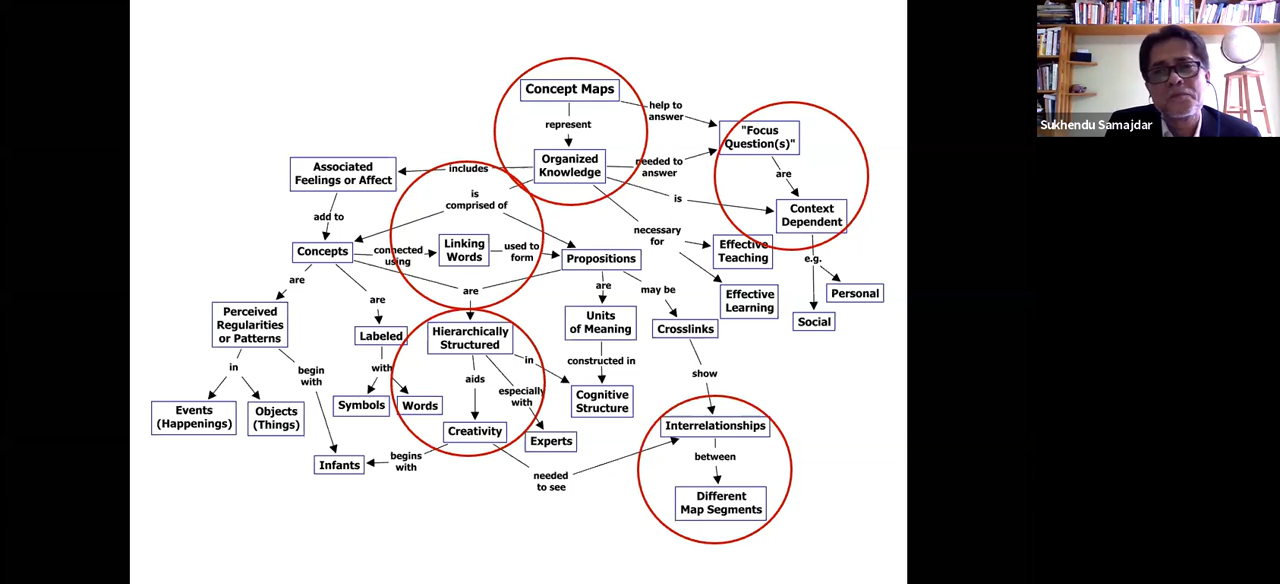 Concept Maps
help to
answer
represent
"Focus
Question(s)"
Organized
Knowledge
needed to
answer
Associated
Feelings or Affect
includes
are
is
comprised of
is
Context
Dependent
add to
necessary
for
Concepts
connected
using
Linking
Words
used to
form
Propositions
Effective
Teaching
e.g.
are
are
are
are
may be
Effective
Learning
Personal
Social
Perceived
Regularities
or Patterns
Labeled
Hierarchically
Structured
Units
of Meaning
Crosslinks
in
begin
with
with
aids
in
especially
with
constructed in
show
Events
(Happenings)
Objects
(Things)
Symbols
Words
Cognitive
Structure
Creativity
Experts
Interrelationships
Infants
begins
with
needed
to see
between
Different
Map Segments
Sukhendu Samajdar